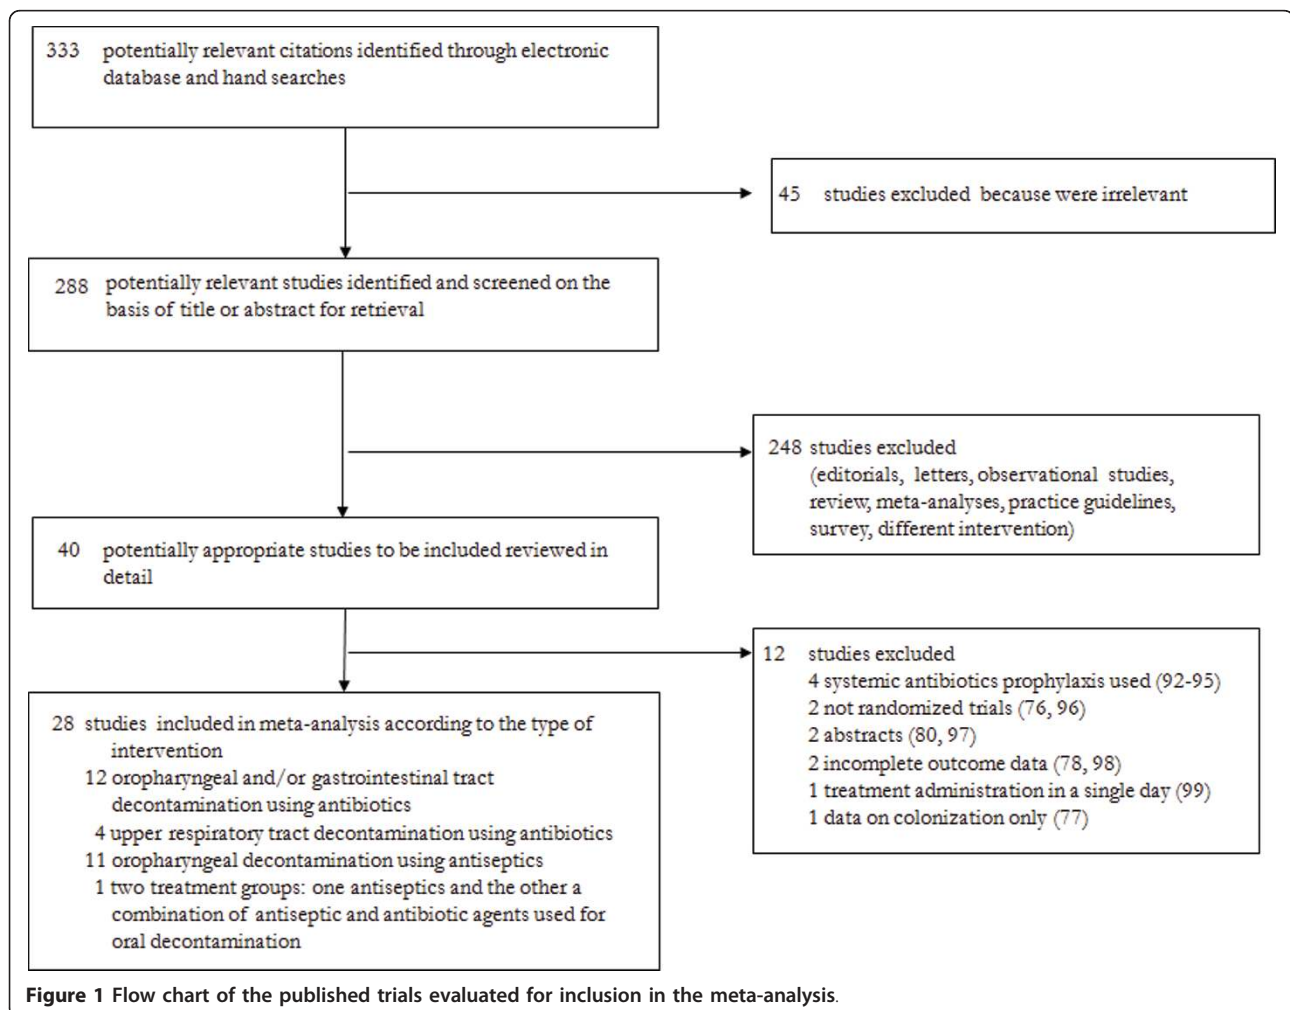 333 potentially relevant citations identified through electronic
database and hand searches
45 studies excluded because were irrelevant
288 potentially relevant studies identified and screened on the
basis of title or abstract for retrieval
248 studies excluded
(editorials, letters, observational studies,
review, meta-analyses, practice guidelines,
survey, different intervention)
40 potentially appropriate studies to be included reviewed in
detail
12 studies excluded
4 systemic antibiotics prophylaxis used (92-95)
2 not randomized trials (76, 96)
2 abstracts (80, 97)
2 incomplete outcome data (78, 98)
1 treatment administration in a single day (99)
1 data on colonization only (77)
28 studies included in meta-analysis according to the type of
intervention
12 oropharyngeal and/or gastrointestinal tract
decontamination using antibiotics
4 upper respiratory tract decontamination using antibiotics
11 oropharyngeal decontamination using antiseptics
1 two treatment groups: one antiseptics and the other a
combination of antiseptic and antibiotic agents used for
oral decontamination
Figure 1 Flow chart of the published trials evaluated for inclusion in the meta-analysis.